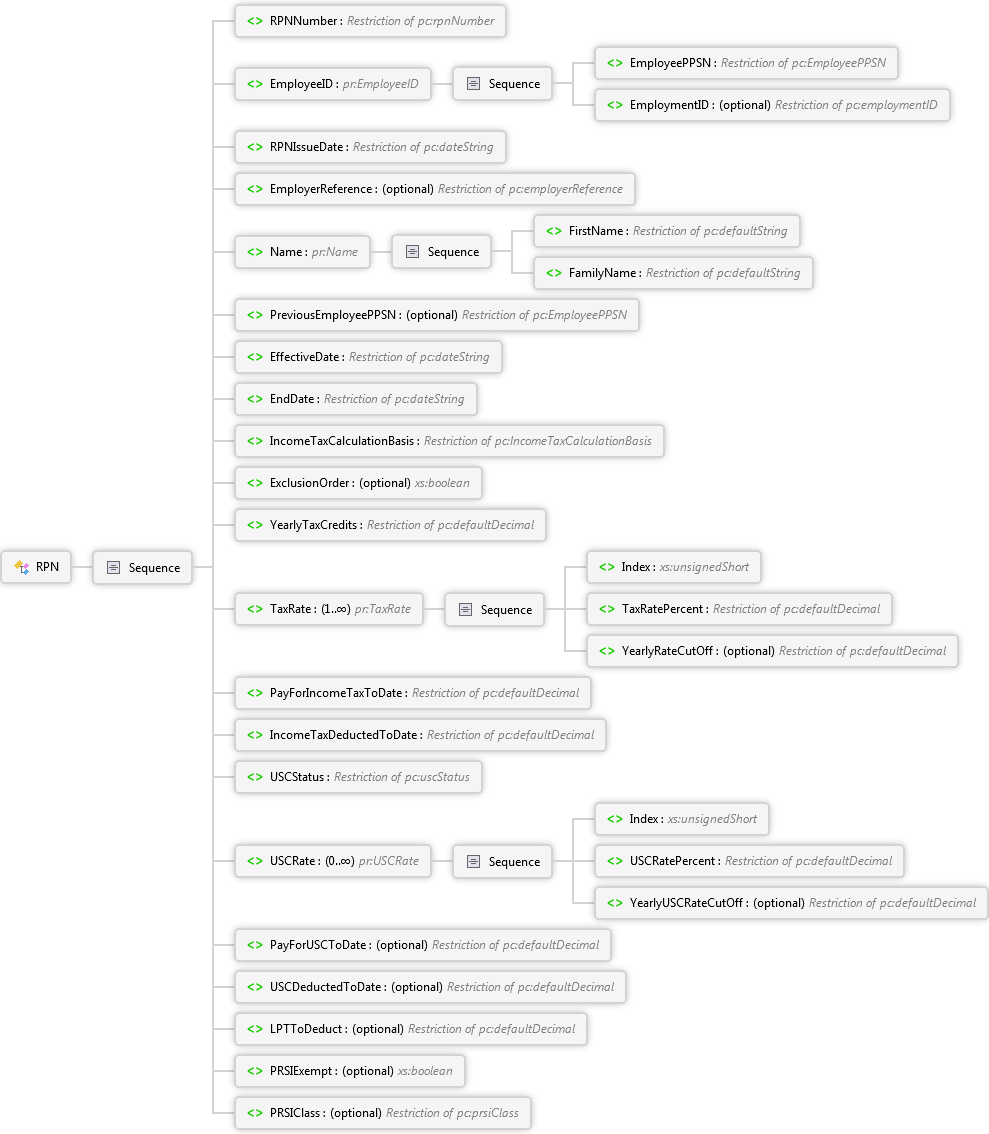 <> RPNNumber : Restriction of pc:rpnNumber
<> EmployeeID : pr:EmployeeID
Sequence
<> EmployeePPSN : Restriction of pc:EmployeePPSN
<> EmploymentID : (optional) Restriction of pc:employmentID
<> RPNIssueDate : Restriction of pc:dateString
<> EmployerReference : (optional) Restriction of pc:employerReference
<> Name : pr:Name
Sequence
<> FirstName : Restriction of pc:defaultString
<> FamilyName : Restriction of pc:defaultString
<> PreviousEmployeePPSN : (optional) Restriction of pc:EmployeePPSN
<> EffectiveDate : Restriction of pc:dateString
<> EndDate : Restriction of pc:dateString
<> IncomeTaxCalculationBasis : Restriction of pc:IncomeTaxCalculationBasis
<> ExclusionOrder : (optional) xs:boolean
<> YearlyTaxCredits : Restriction of pc:defaultDecimal
RPN
Sequence
<> TaxRate : (1..∞) pr:TaxRate
Sequence
<> Index : xs:unsignedShort
<> TaxRatePercent : Restriction of pc:defaultDecimal
<> YearlyRateCutOff : (optional) Restriction of pc:defaultDecimal
<> PayForIncomeTaxToDate : Restriction of pc:defaultDecimal
<> IncomeTaxDeductedToDate : Restriction of pc:defaultDecimal
<> USCStatus : Restriction of pc:uscStatus
<> USCRate : (0..∞) pr:USCRate
Sequence
<> Index : xs:unsignedShort
<> USCRatePercent : Restriction of pc:defaultDecimal
<> YearlyUSCRateCutOff : (optional) Restriction of pc:defaultDecimal
<> PayForUSCToDate : (optional) Restriction of pc:defaultDecimal
<> USCDeductedToDate : (optional) Restriction of pc:defaultDecimal
<> LPTToDeduct : (optional) Restriction of pc:defaultDecimal
<> PRSIExempt : (optional) xs:boolean
<> PRSIClass : (optional) Restriction of pc:prsiClass